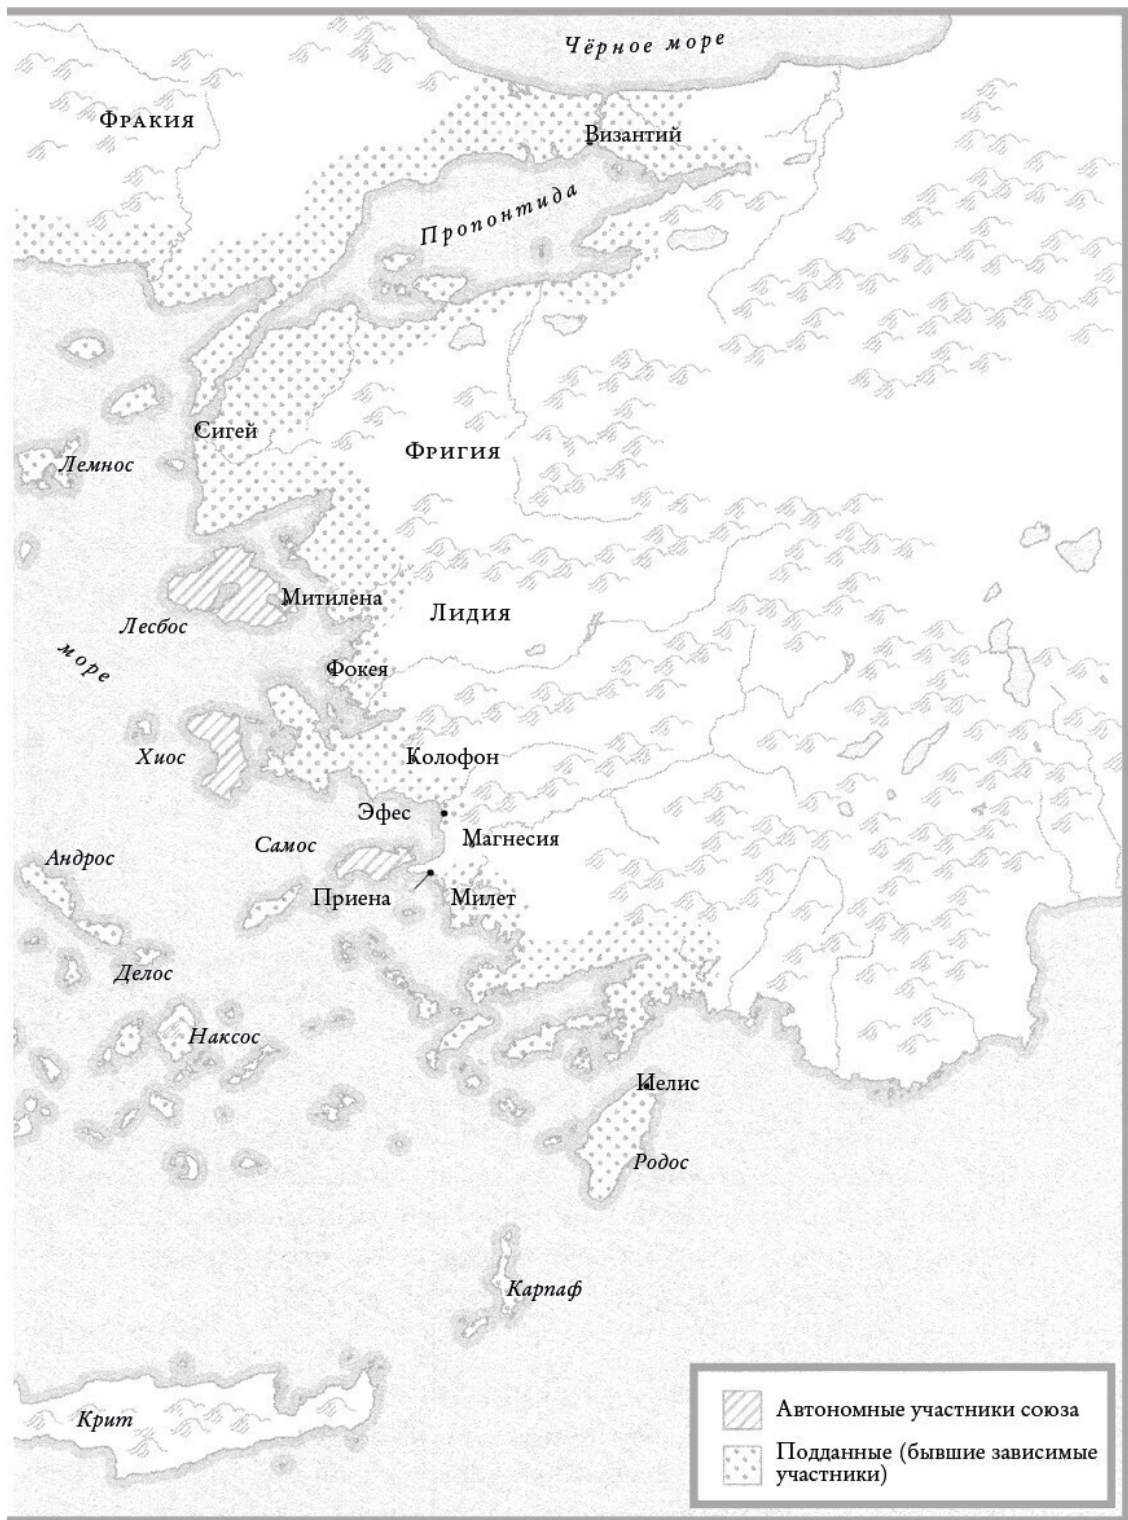 Чёрное море
Фракия
Византий
Пропонтида
Сигей
Фригия
Лемнос
Митилена
Лидия
Лесбос
море
Фокея
Хиос
Колофон
Эфес
Магнесия
Самос
Андрос
Приена
Милет
Делос
Наксос
Иелис
Родос
Карпаф
Крит
Автономные участники союза
Подданные (бывшие зависимые
участники)